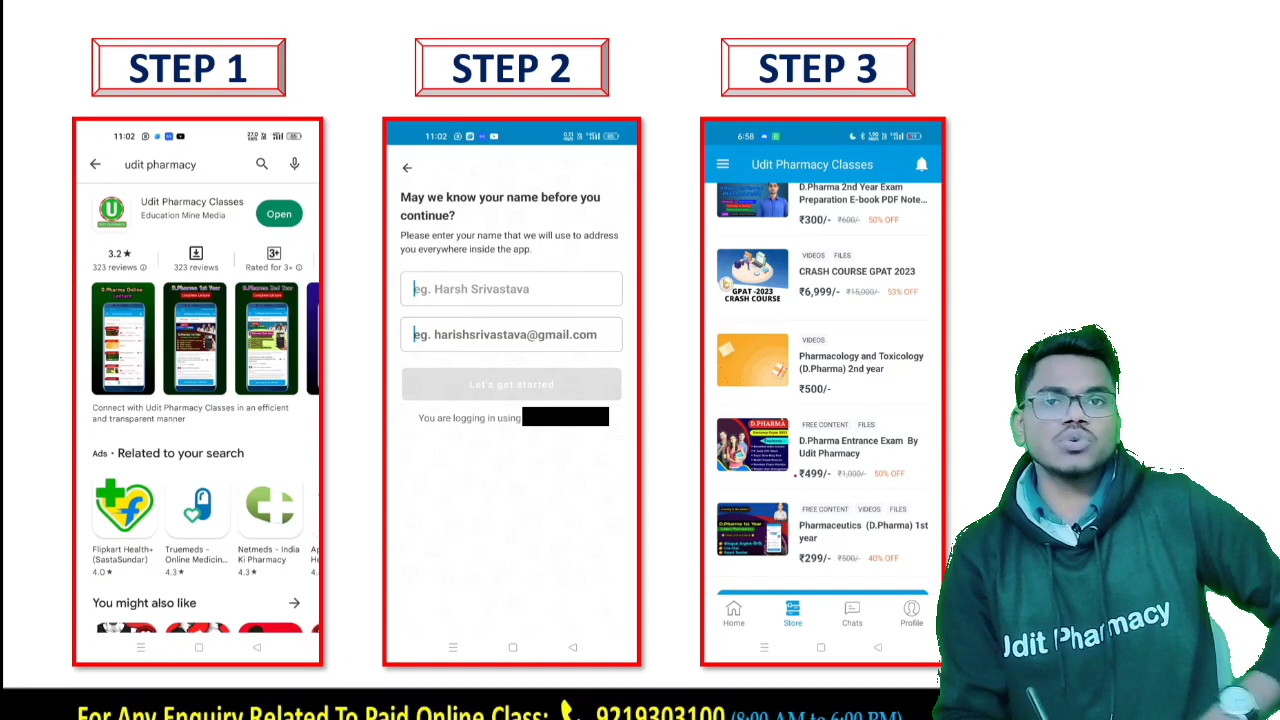 STEP 1
STEP 2
STEP 3
11:02
udit pharmacy
Udit Pharmacy Classes
Education Mine Media
Open
3.2★
323 reviews
323 reviews
3+
Rated for 3+
Connect with Udit Pharmacy Classes in an efficient
and transparent manner
Ads • Related to your search
Flipkart Health+
(SastaSundar)
4.0★
Truemeds -
Online Medicin...
4.3★
Netmeds - India
Ki Pharmacy
4.3★
You might also like
11:02
May we know your name before you
continue?
Please enter your name that we will use to address
you everywhere inside the app.
eg. Harsh Srivastava
eg. harishsrivastava@gmail.com
Let's get started
You are logging in using
6:58
Udit Pharmacy Classes
D.Pharma 2nd Year Exam
Preparation E-book PDF Note...
₹300/- ₹600/- 50% OFF
VIDEOS FILES
CRASH COURSE GPAT 2023
₹6,999/- ₹15,000/- 53% OFF
GPAT -2023
CRASH COURSE
VIDEOS
Pharmacology and Toxicology
(D.Pharma) 2nd year
₹500/-
FREE CONTENT FILES
D.Pharma Entrance Exam By
Udit Pharmacy
₹499/- ₹1,000/- 50% OFF
D.PHARMA
FREE CONTENT VIDEOS FILES
Pharmaceutics (D.Pharma) 1st
year
₹299/- ₹500/- 40% OFF
Home
Store
Chats
Profile
Udit Pharmacy
For Any Enquiry Related To Paid Online Class: 9219303100 (8:00 AM to 6:00 PM)